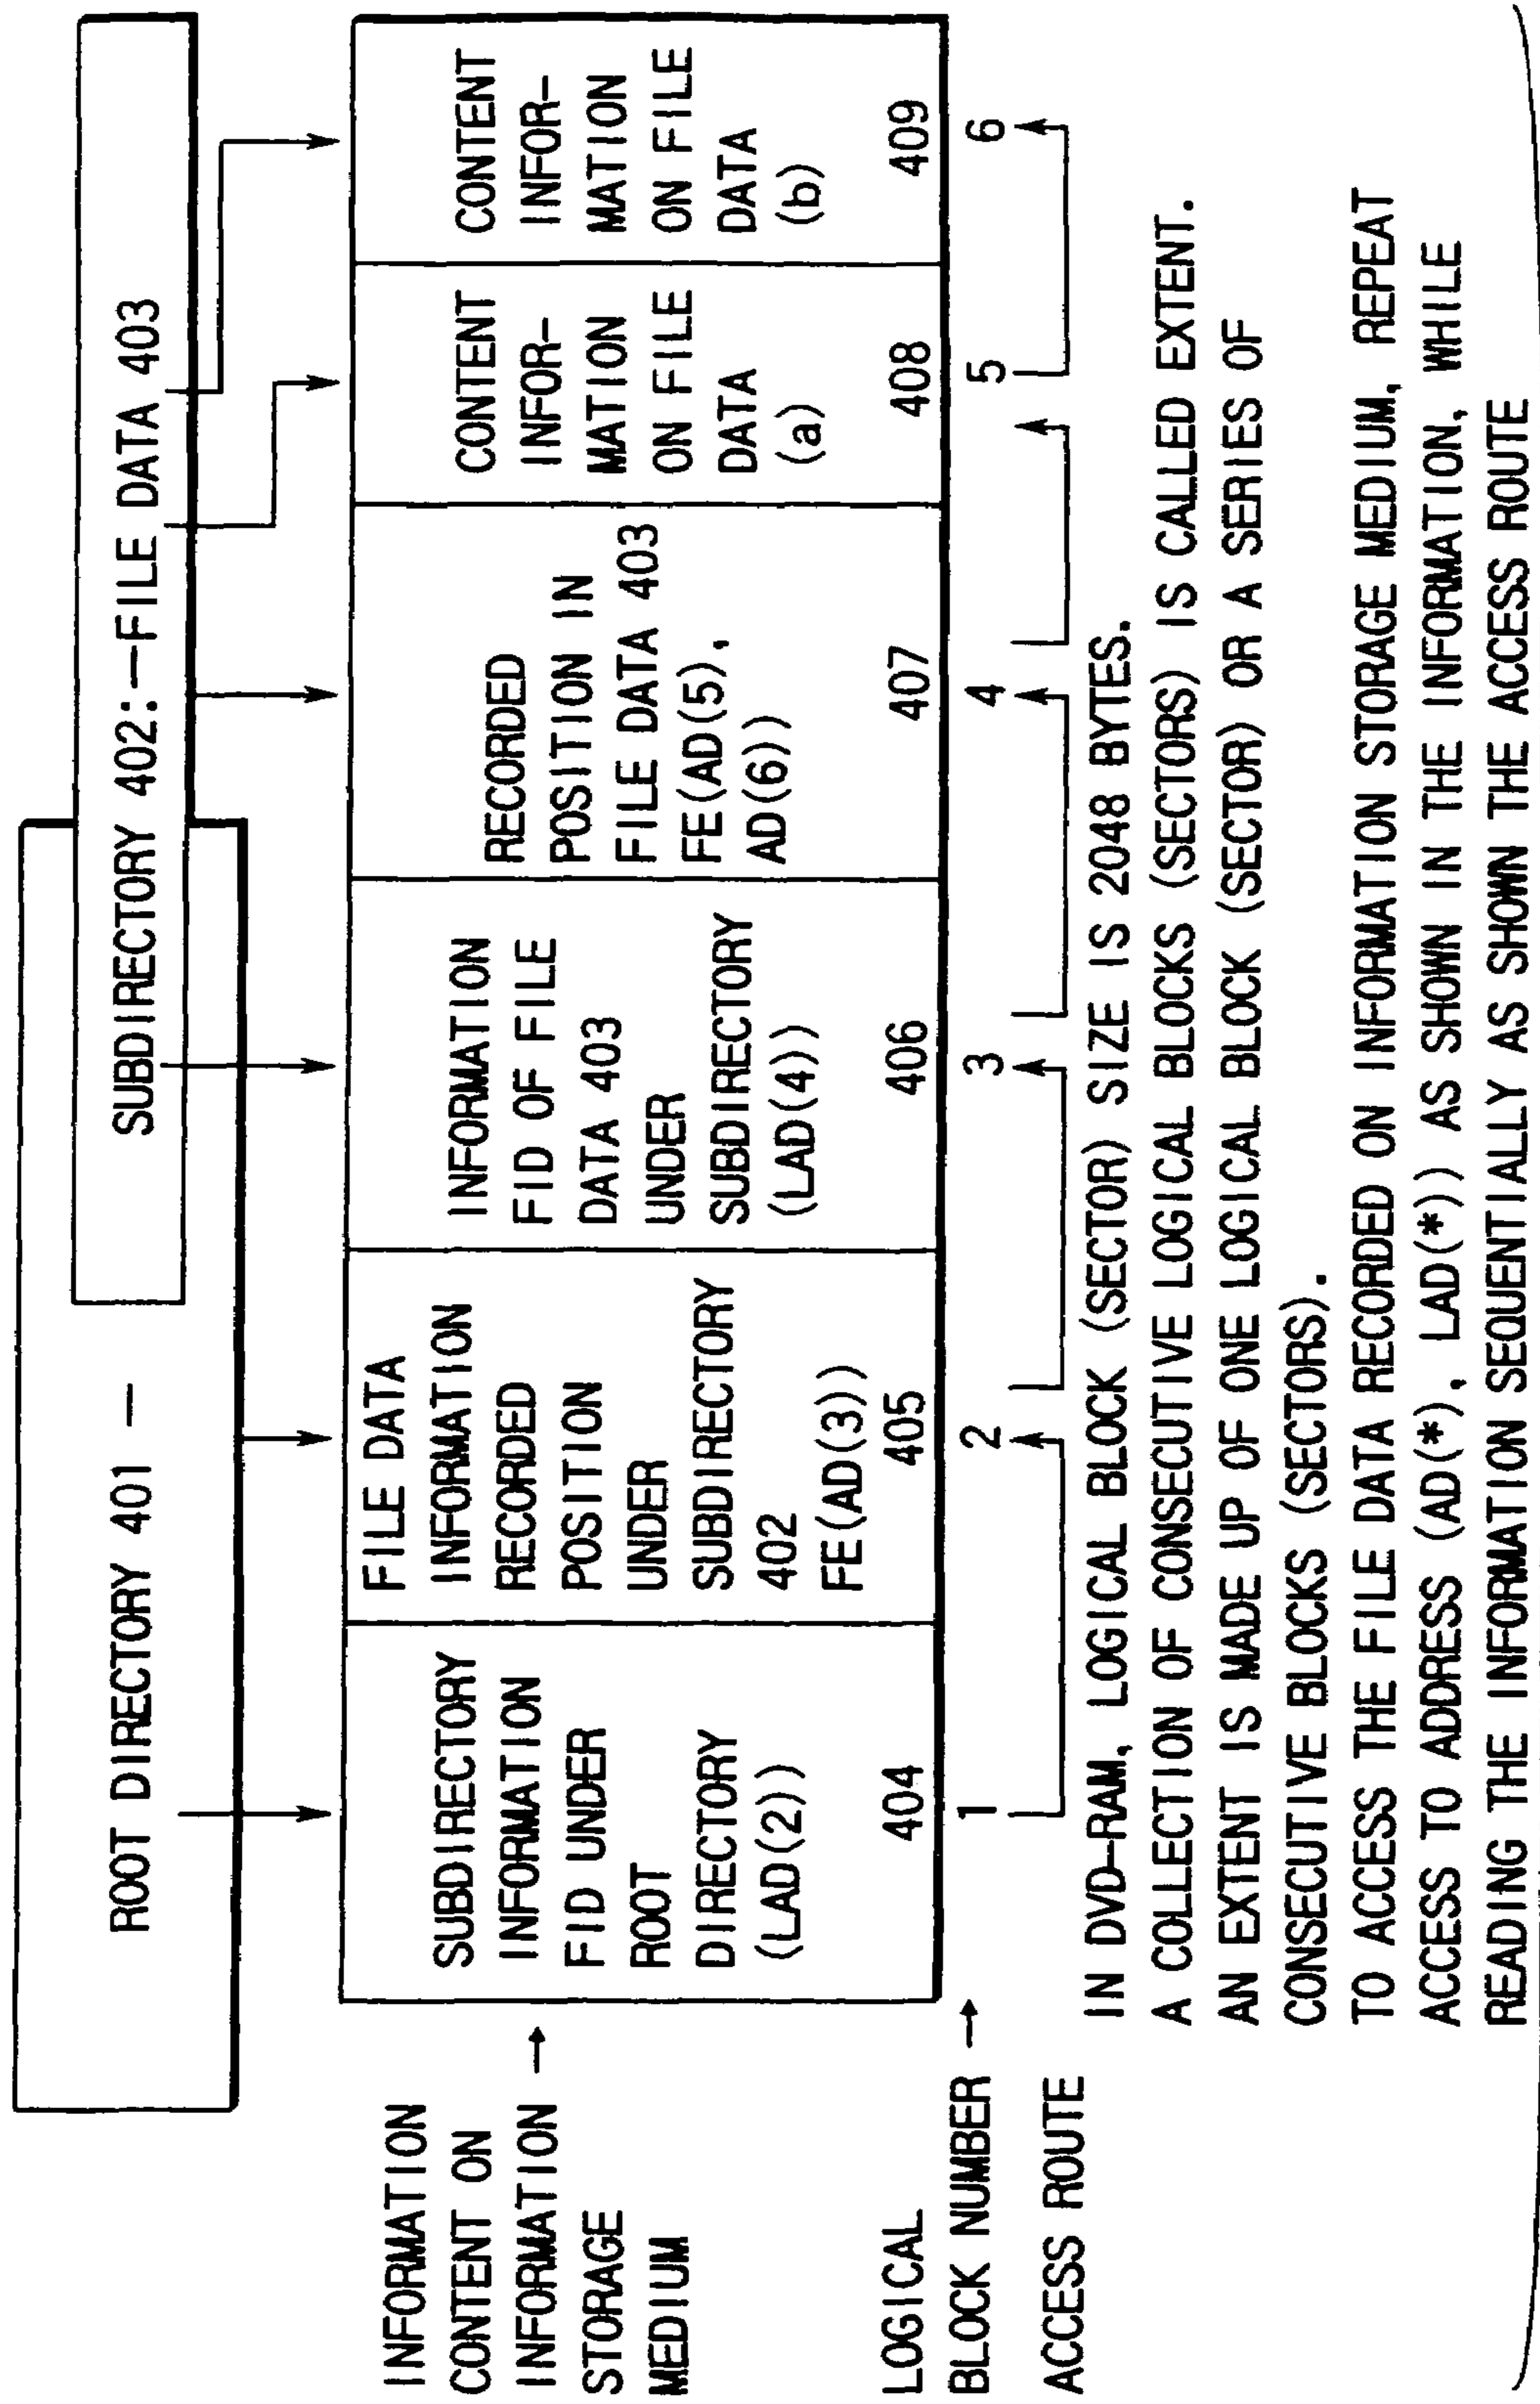 ROOT DIRECTORY 401 —
SUBDIRECTORY 402:—FILE DATA 403
INFORMATION
CONTENT ON
INFORMATION →
STORAGE
MEDIUM
SUBDIRECTORY
INFORMATION
FID UNDER
ROOT
DIRECTORY
(LAD(2))
404
FILE DATA
INFORMATION
RECORDED
POSITION
UNDER
SUBDIRECTORY
402
FE(AD(3))
405
INFORMATION
FID OF FILE
DATA 403
UNDER
SUBDIRECTORY
(LAD(4))
406
RECORDED
POSITION IN
FILE DATA 403
FE(AD(5),
AD(6))
407
CONTENT
INFOR-
MATION
ON FILE
DATA
(a)
408
CONTENT
INFOR-
MATION
ON FILE
DATA
(b)
409
LOGICAL
BLOCK NUMBER →
1
2
3
4
5
6
ACCESS ROUTE
IN DVD-RAM, LOGICAL BLOCK (SECTOR) SIZE IS 2048 BYTES.
A COLLECTION OF CONSECUTIVE LOGICAL BLOCKS (SECTORS) IS CALLED EXTENT.
AN EXTENT IS MADE UP OF ONE LOGICAL BLOCK (SECTOR) OR A SERIES OF
CONSECUTIVE BLOCKS (SECTORS).
TO ACCESS THE FILE DATA RECORDED ON INFORMATION STORAGE MEDIUM, REPEAT
ACCESS TO ADDRESS (AD(*), LAD(*)) AS SHOWN IN THE INFORMATION, WHILE
READING THE INFORMATION SEQUENTIALLY AS SHOWN THE ACCESS ROUTE